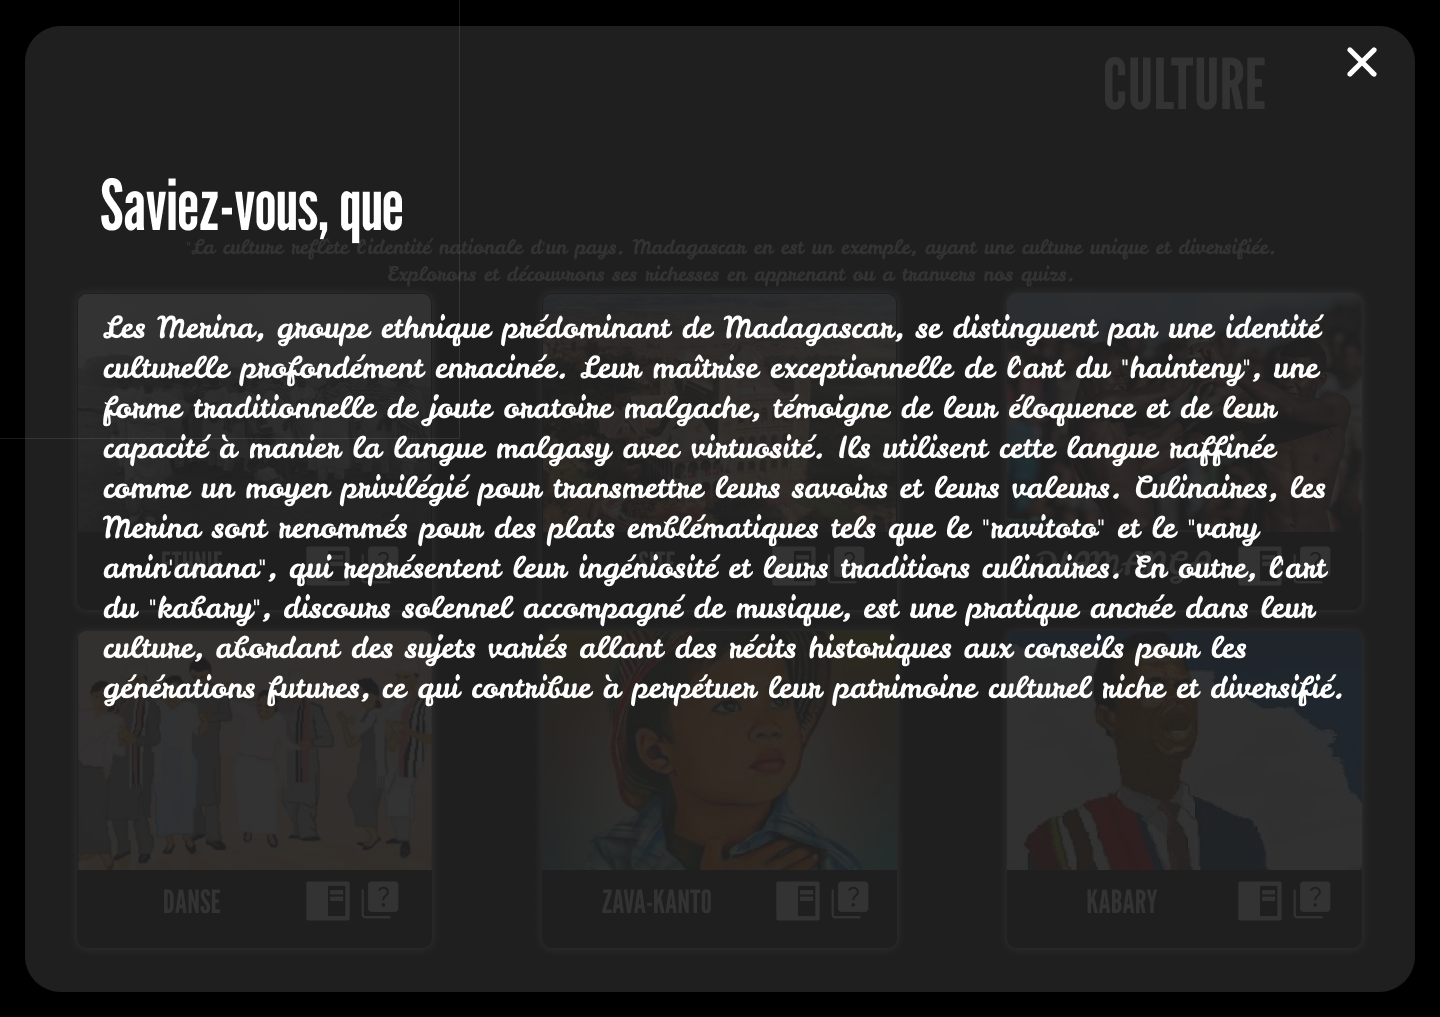 CULTURE
Saviez-vous, que
"La culture reflète l'identité nationale d'un pays. Madagascar en est un exemple, ayant une culture unique et diversifiée.
Explorons et découvrons ses richesses en apprenant ou a tranvers nos quizs.
Les Merina, groupe ethnique prédominant de Madagascar, se distinguent par une identité
culturelle profondément enracinée. Leur maîtrise exceptionnelle de l'art du "hainteny", une
forme traditionnelle de joute oratoire malgache, témoigne de leur éloquence et de leur
capacité à manier la langue malgasy avec virtuosité. Ils utilisent cette langue raffinée
comme un moyen privilégié pour transmettre leurs savoirs et leurs valeurs. Culinaires, les
Merina sont renommés pour des plats emblématiques tels que le "ravitoto" et le "vary
amin'anana", qui représentent leur ingéniosité et leurs traditions culinaires. En outre, l'art
du "kabary", discours solennel accompagné de musique, est une pratique ancrée dans leur
culture, abordant des sujets variés allant des récits historiques aux conseils pour les
générations futures, ce qui contribue à perpétuer leur patrimoine culturel riche et diversifié.
ETHNIE
DANSE
ZAVA-KANTO
KABARY